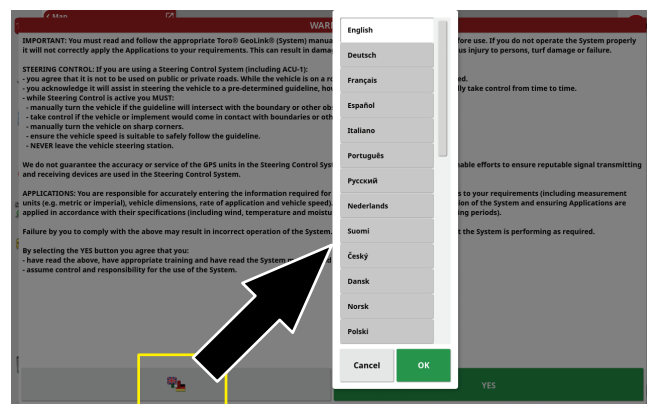 < Map
WAR
IMPORTANT: You must read and follow the appropriate Toro® GeoLink® (System) manua fore use. If you do not operate the System properly
it will not correctly apply the Applications to your requirements. This can result in dama us injury to persons, turf damage or failure.
STEERING CONTROL: If you are using a Steering Control System (including ACU-1):
- you agree that it is not to be used on public or private roads. While the vehicle is on a ro ed.
- you acknowledge it will assist in steering the vehicle to a pre-determined guideline, ho lly take control from time to time.
- while Steering Control is active you MUST:
- manually turn the vehicle if the guideline will intersect with the boundary or other ob
- take control if the vehicle or implement would come in contact with boundaries or oth
- manually turn the vehicle on sharp corners.
- ensure the vehicle speed is suitable to safely follow the guideline.
- NEVER leave the vehicle steering station.
We do not guarantee the accuracy or service of the GPS units in the Steering Control Syst nable efforts to ensure reputable signal transmitting
and receiving devices are used in the Steering Control System.
APPLICATIONS: You are responsible for accurately entering the information required for s to your requirements (including measurement
units (e.g. metric or imperial), vehicle dimensions, rate of application and vehicle speed). ion of the System and ensuring Applications are
applied in accordance with their specifications (including wind, temperature and moistu ing periods).
Failure by you to comply with the above may result in incorrect operation of the System. t the System is performing as required.
By selecting the YES button you agree that you:
- have read the above, have appropriate training and have read the System m
- assume control and responsibility for the use of the System.
English
Deutsch
Français
Español
Italiano
Português
Русский
Nederlands
Suomi
Český
Dansk
Norsk
Polski
Cancel
OK
YES